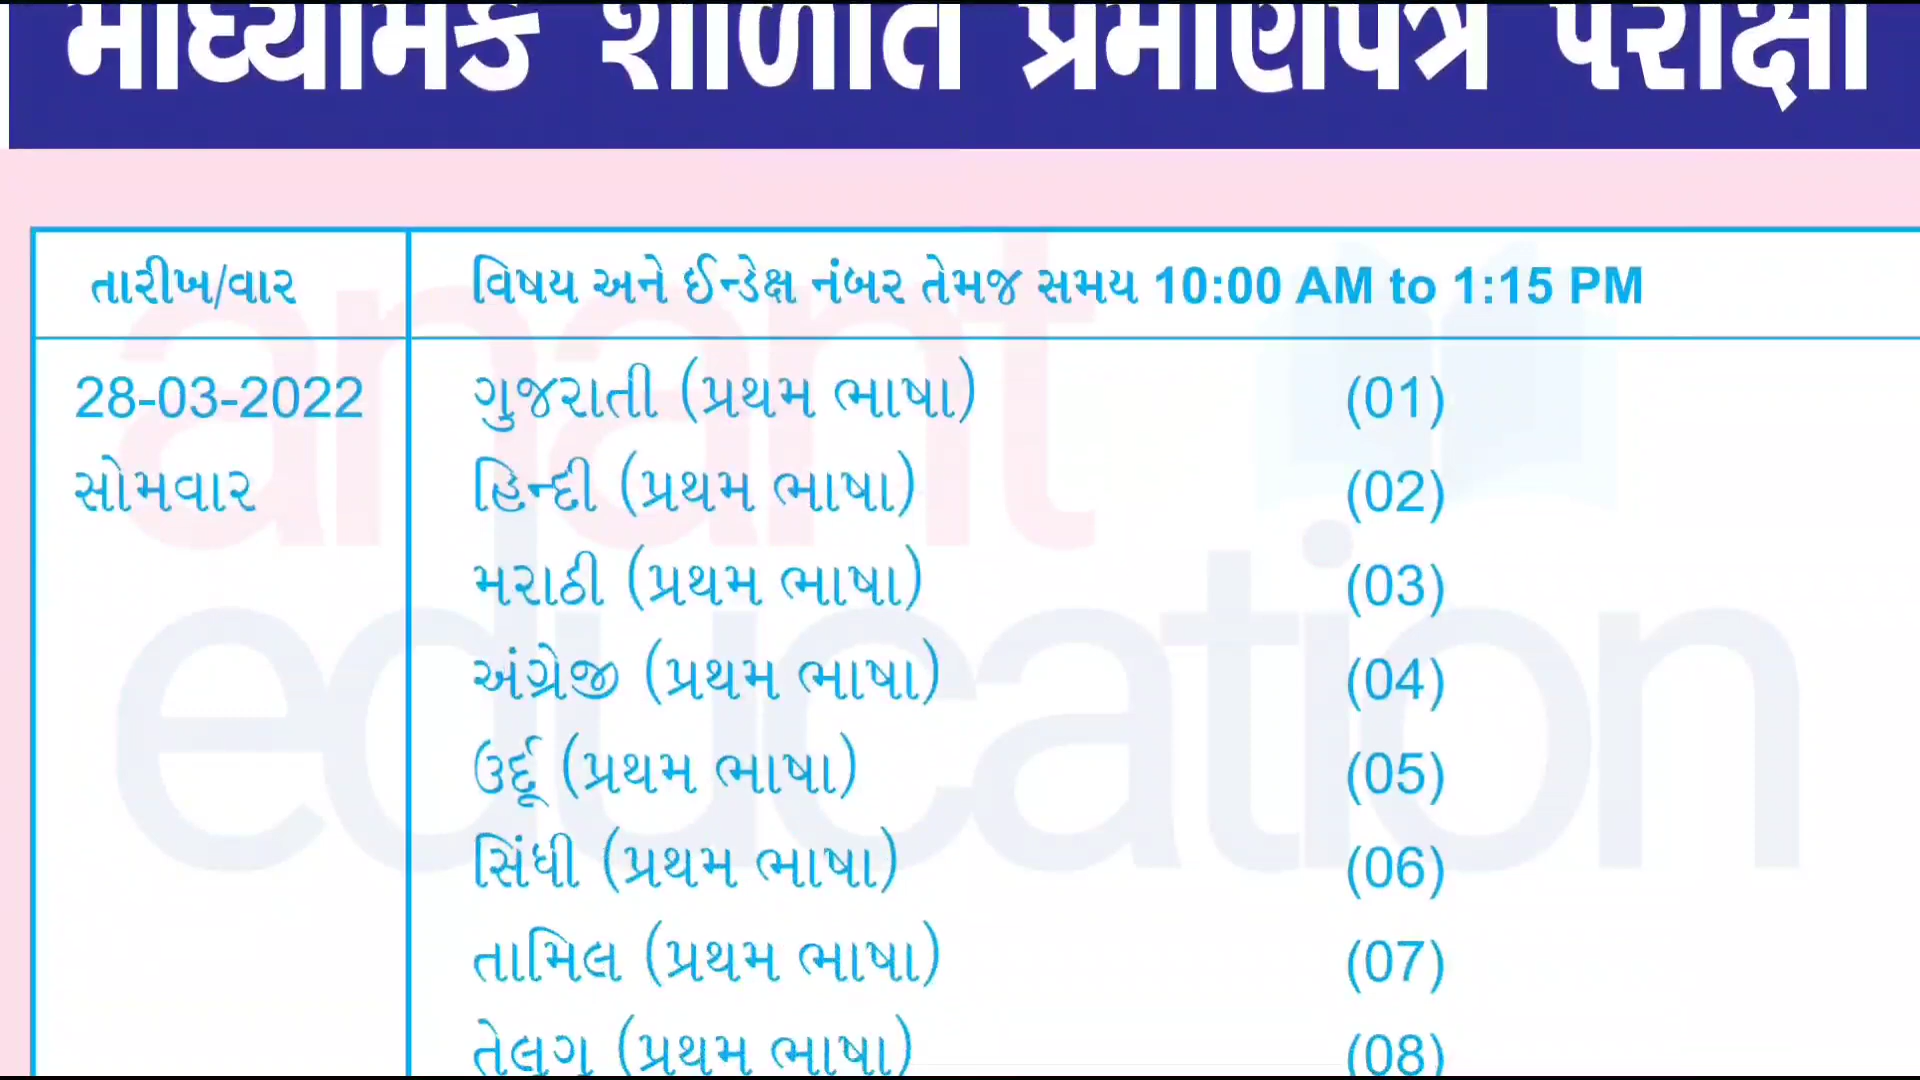 માધ્યમિક શાળાંત પ્રમાણપત્ર પરીક્ષા
તારીખ/વાર
વિષય અને ઈન્ડેક્ષ નંબર તેમજ સમય 10:00 AM to 1:15 PM
28-03-2022 ગુજરાતી (પ્રથમ ભાષા) (01)
સોમવાર હિન્દી (પ્રથમ ભાષા) (02)
મરાઠી (પ્રથમ ભાષા) (03)
અંગ્રેજી (પ્રથમ ભાષા) (04)
ઉર્દૂ (પ્રથમ ભાષા) (05)
સિંધી (પ્રથમ ભાષા) (06)
તામિલ (પ્રથમ ભાષા) (07)
તેલુગુ (પ્રથમ ભાષા) (08)
anant
education